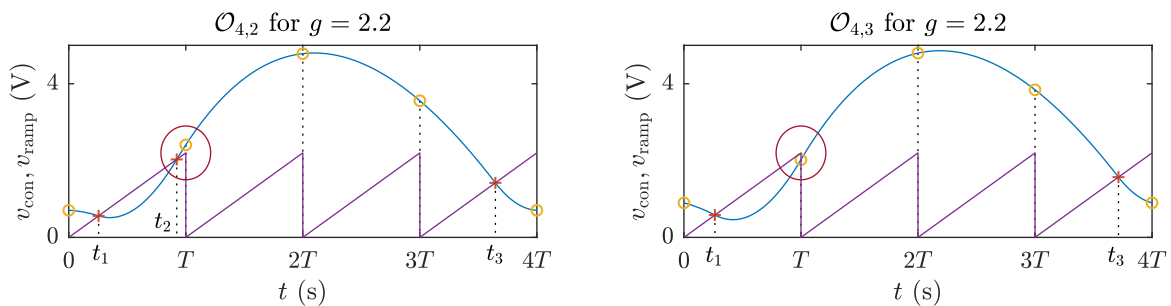 𝒪4,2 for g = 2.2
v_con, v_ramp (V)
4
0
t1
t2
t3
0 T 2T 3T 4T
t (s)
𝒪4,3 for g = 2.2
v_con, v_ramp (V)
4
0
t1
t3
0 T 2T 3T 4T
t (s)